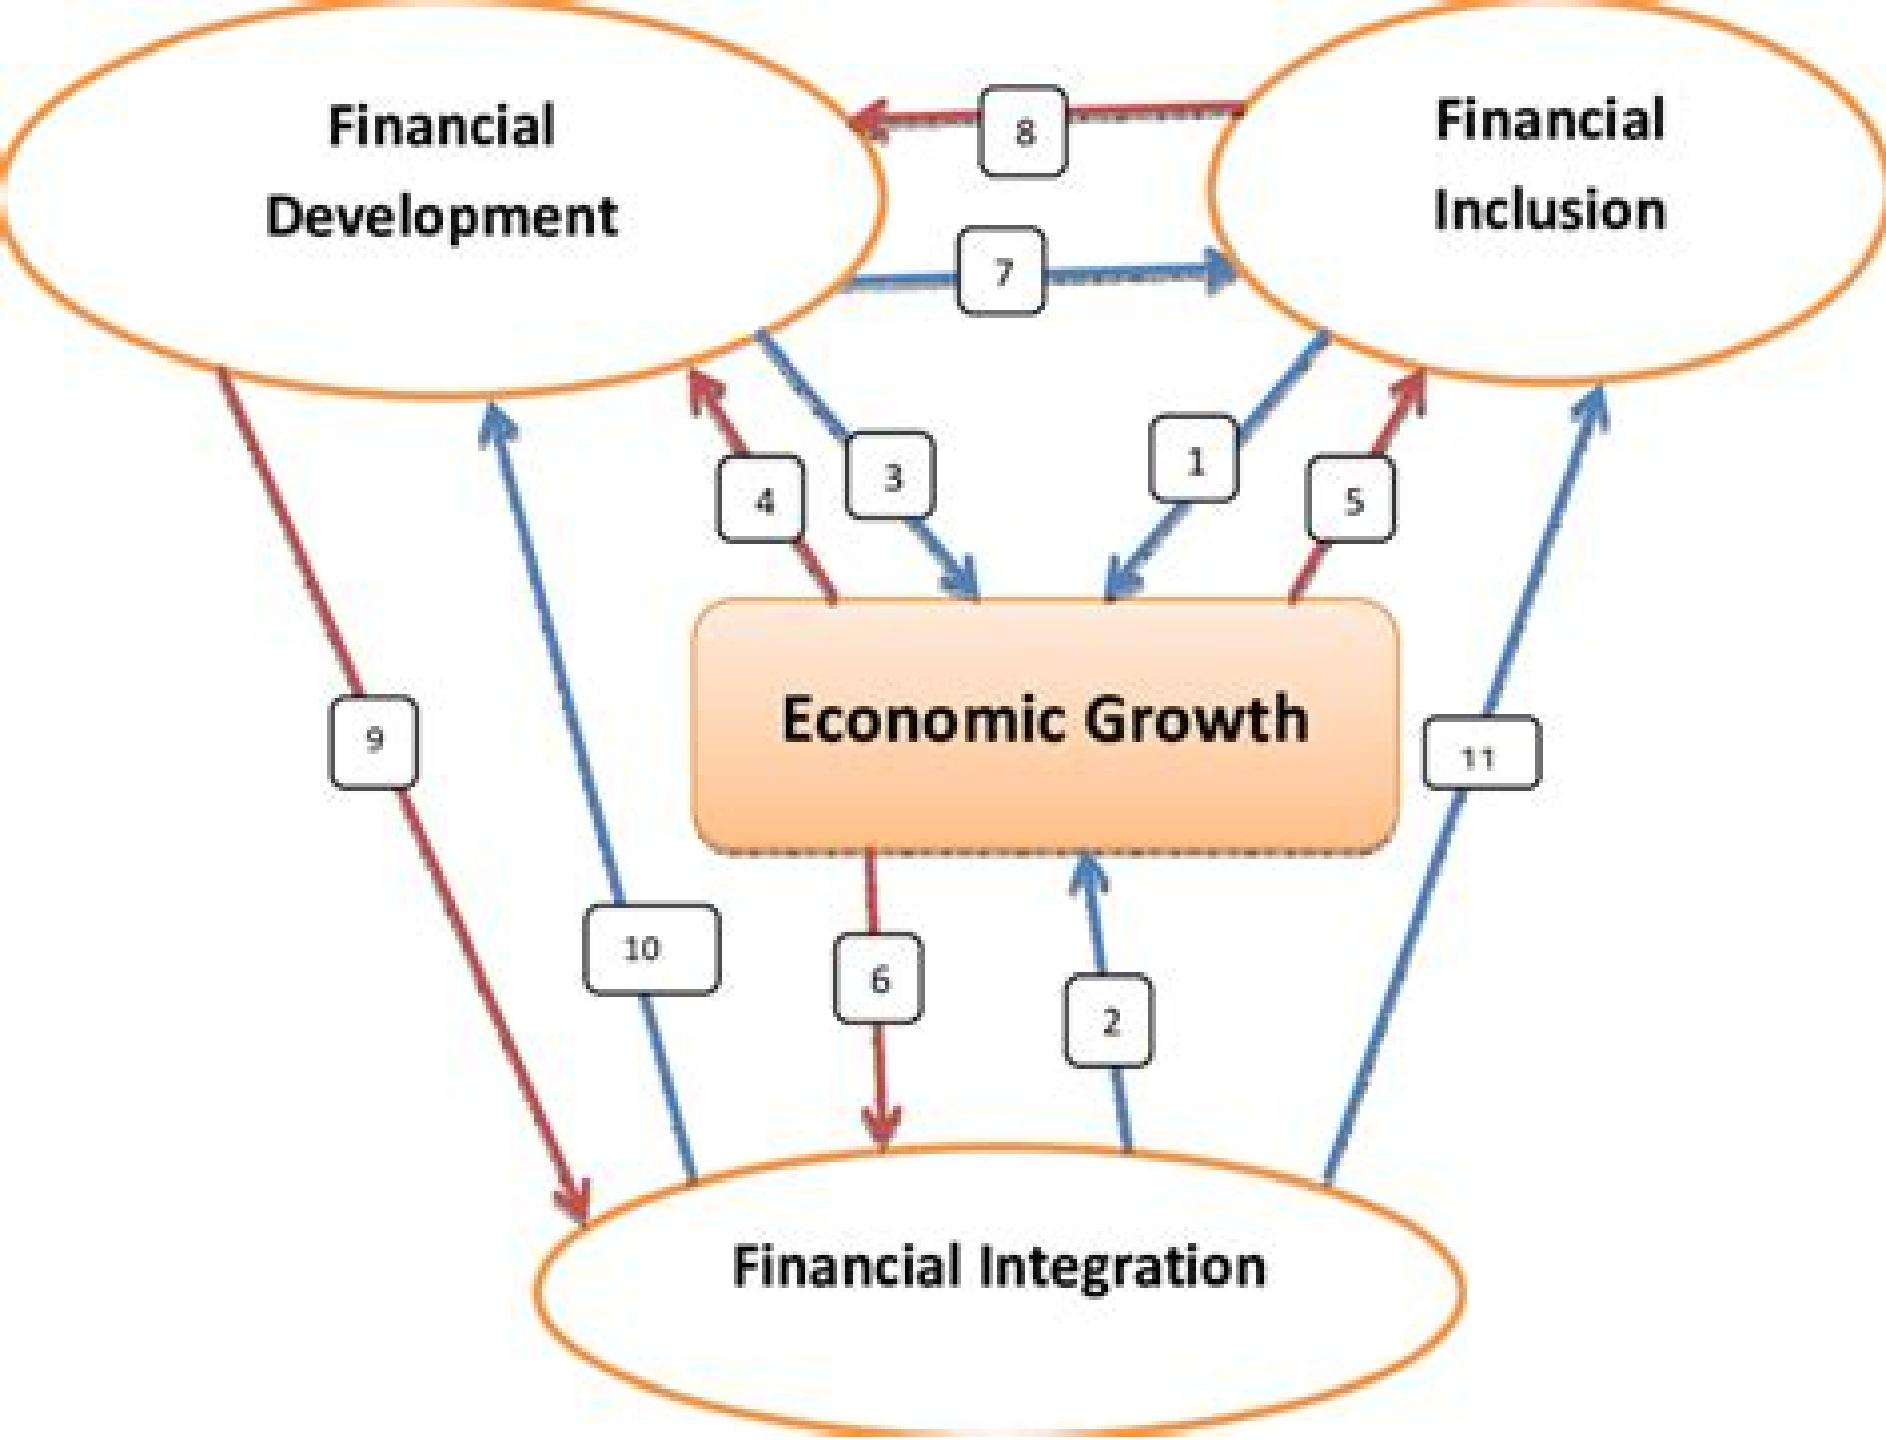 Financial
Development
Financial
Inclusion
8
7
3
1
4
5
Economic Growth
9
11
10
6
2
Financial Integration